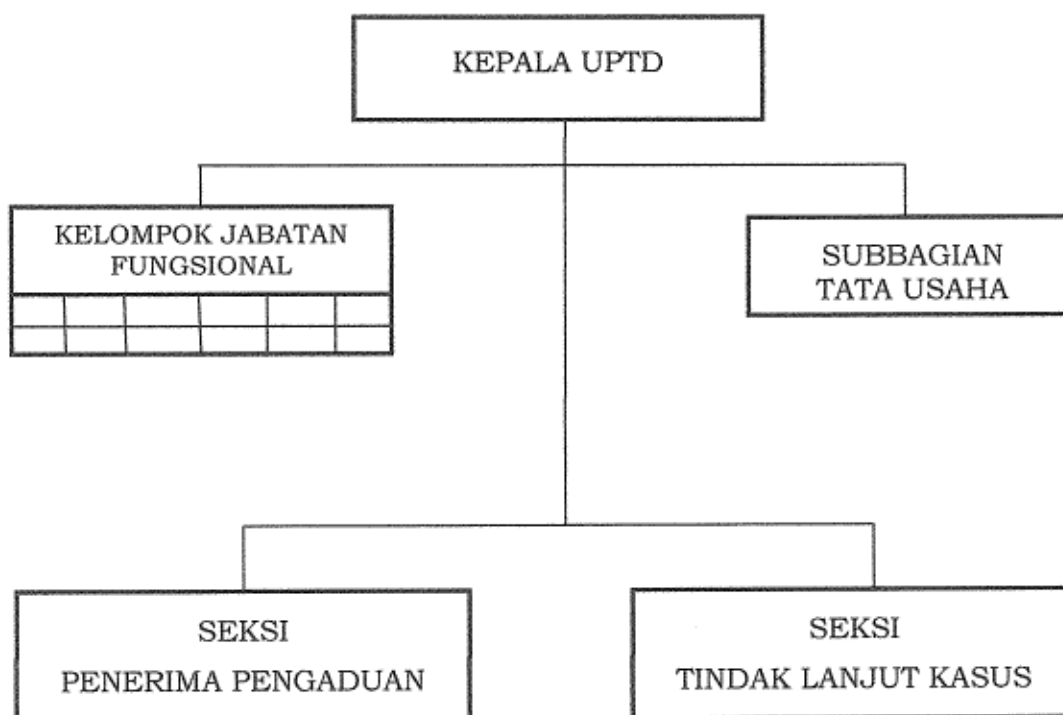 KEPALA UPTD
KELOMPOK JABATAN
FUNGSIONAL
SUBBAGIAN
TATA USAHA
SEKSI
PENERIMA PENGADUAN
SEKSI
TINDAK LANJUT KASUS